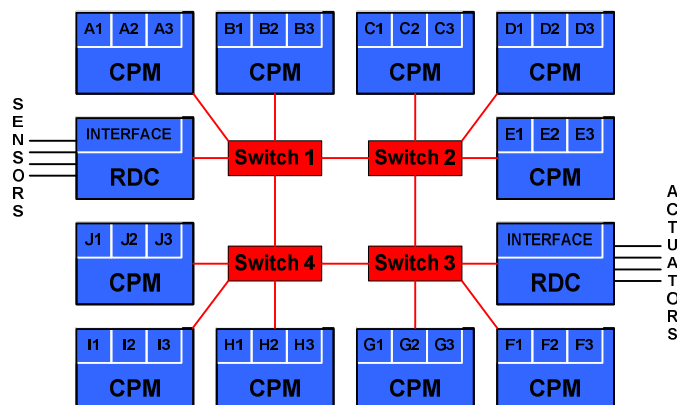 A1 A2 A3
CPM
B1 B2 B3
CPM
C1 C2 C3
CPM
D1 D2 D3
CPM
SENSORS
INTERFACE
RDC
Switch 1
Switch 2
E1 E2 E3
CPM
J1 J2 J3
CPM
Switch 4
Switch 3
INTERFACE
RDC
ACTUATORS
I1 I2 I3
CPM
H1 H2 H3
CPM
G1 G2 G3
CPM
F1 F2 F3
CPM